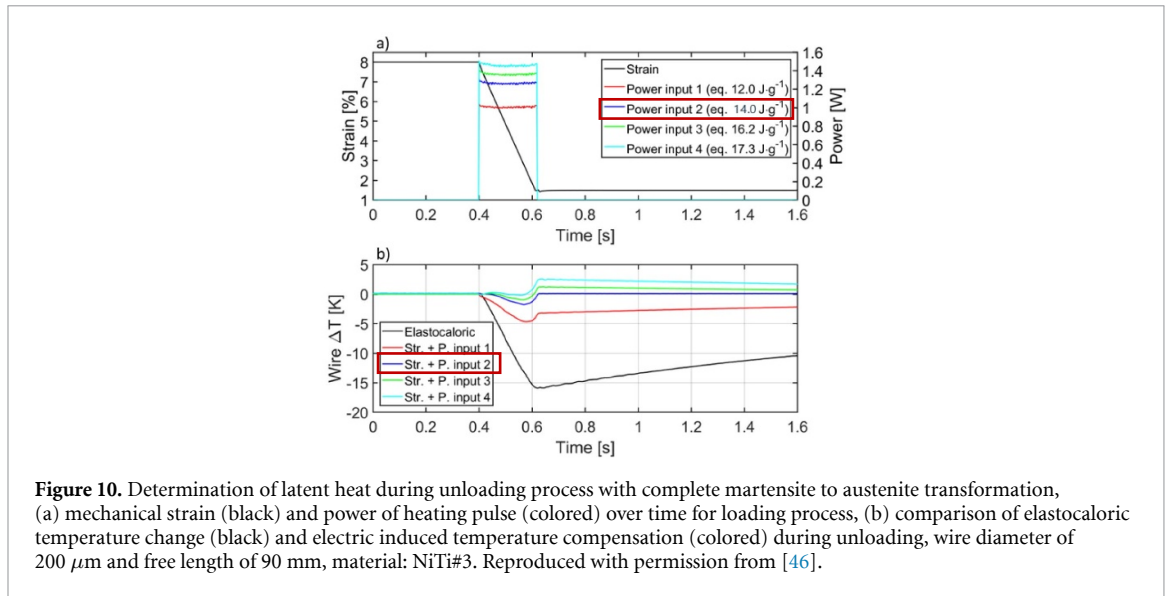 a)
8
7
6
5
4
3
2
1
Strain [%]
1.6
1.4
1.2
1
0.8
0.6
0.4
0.2
0
Power [W]
Strain
Power input 1 (eq. 12.0 J·g⁻¹)
Power input 2 (eq. 14.0 J·g⁻¹)
Power input 3 (eq. 16.2 J·g⁻¹)
Power input 4 (eq. 17.3 J·g⁻¹)
0 0.2 0.4 0.6 0.8 1 1.2 1.4 1.6
Time [s]
b)
5
0
-5
-10
-15
-20
Wire ΔT [K]
Elastocaloric
Str. + P. input 1
Str. + P. input 2
Str. + P. input 3
Str. + P. input 4
0 0.2 0.4 0.6 0.8 1 1.2 1.4 1.6
Time [s]
Figure 10. Determination of latent heat during unloading process with complete martensite to austenite transformation,
(a) mechanical strain (black) and power of heating pulse (colored) over time for loading process, (b) comparison of elastocaloric
temperature change (black) and electric induced temperature compensation (colored) during unloading, wire diameter of
200 μm and free length of 90 mm, material: NiTi#3. Reproduced with permission from [46].